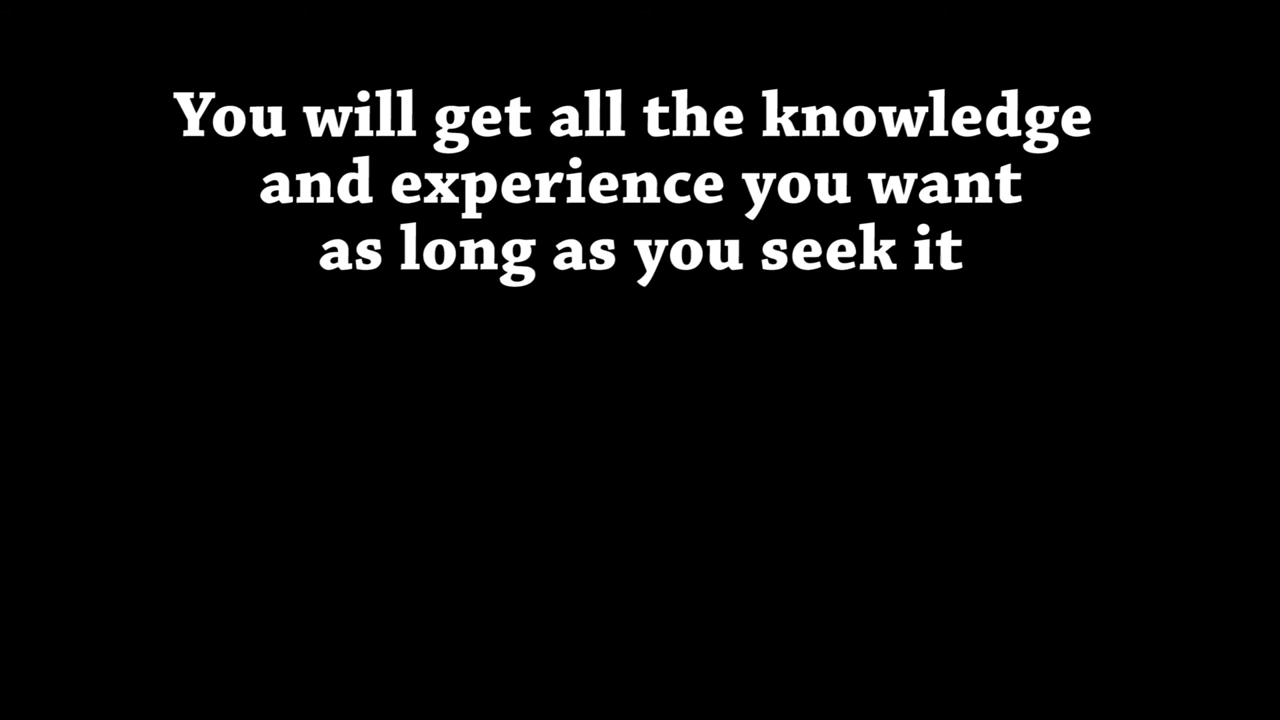 You will get all the knowledge
and experience you want
as long as you seek it